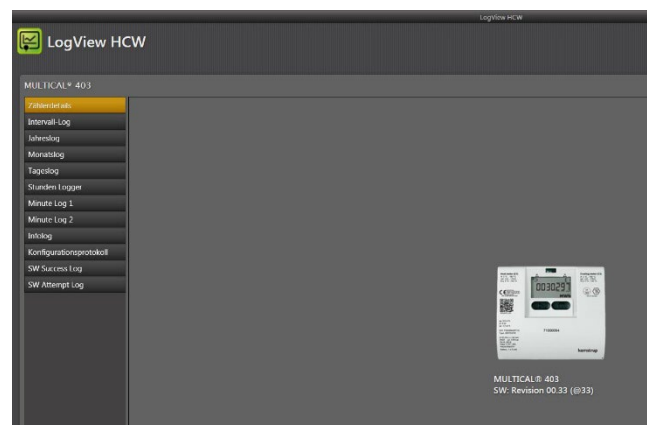 LogView HCW
LogView HCW
MULTICAL® 403
Zählerdetails
Intervall-Log
Jahreslog
Monatslog
Tageslog
Stunden Logger
Minute Log 1
Minute Log 2
Infolog
Konfigurationsprotokoll
SW Success Log
SW Attempt Log
0030297
kamstrup
MULTICAL® 403
SW: Revision 00.33 (@33)